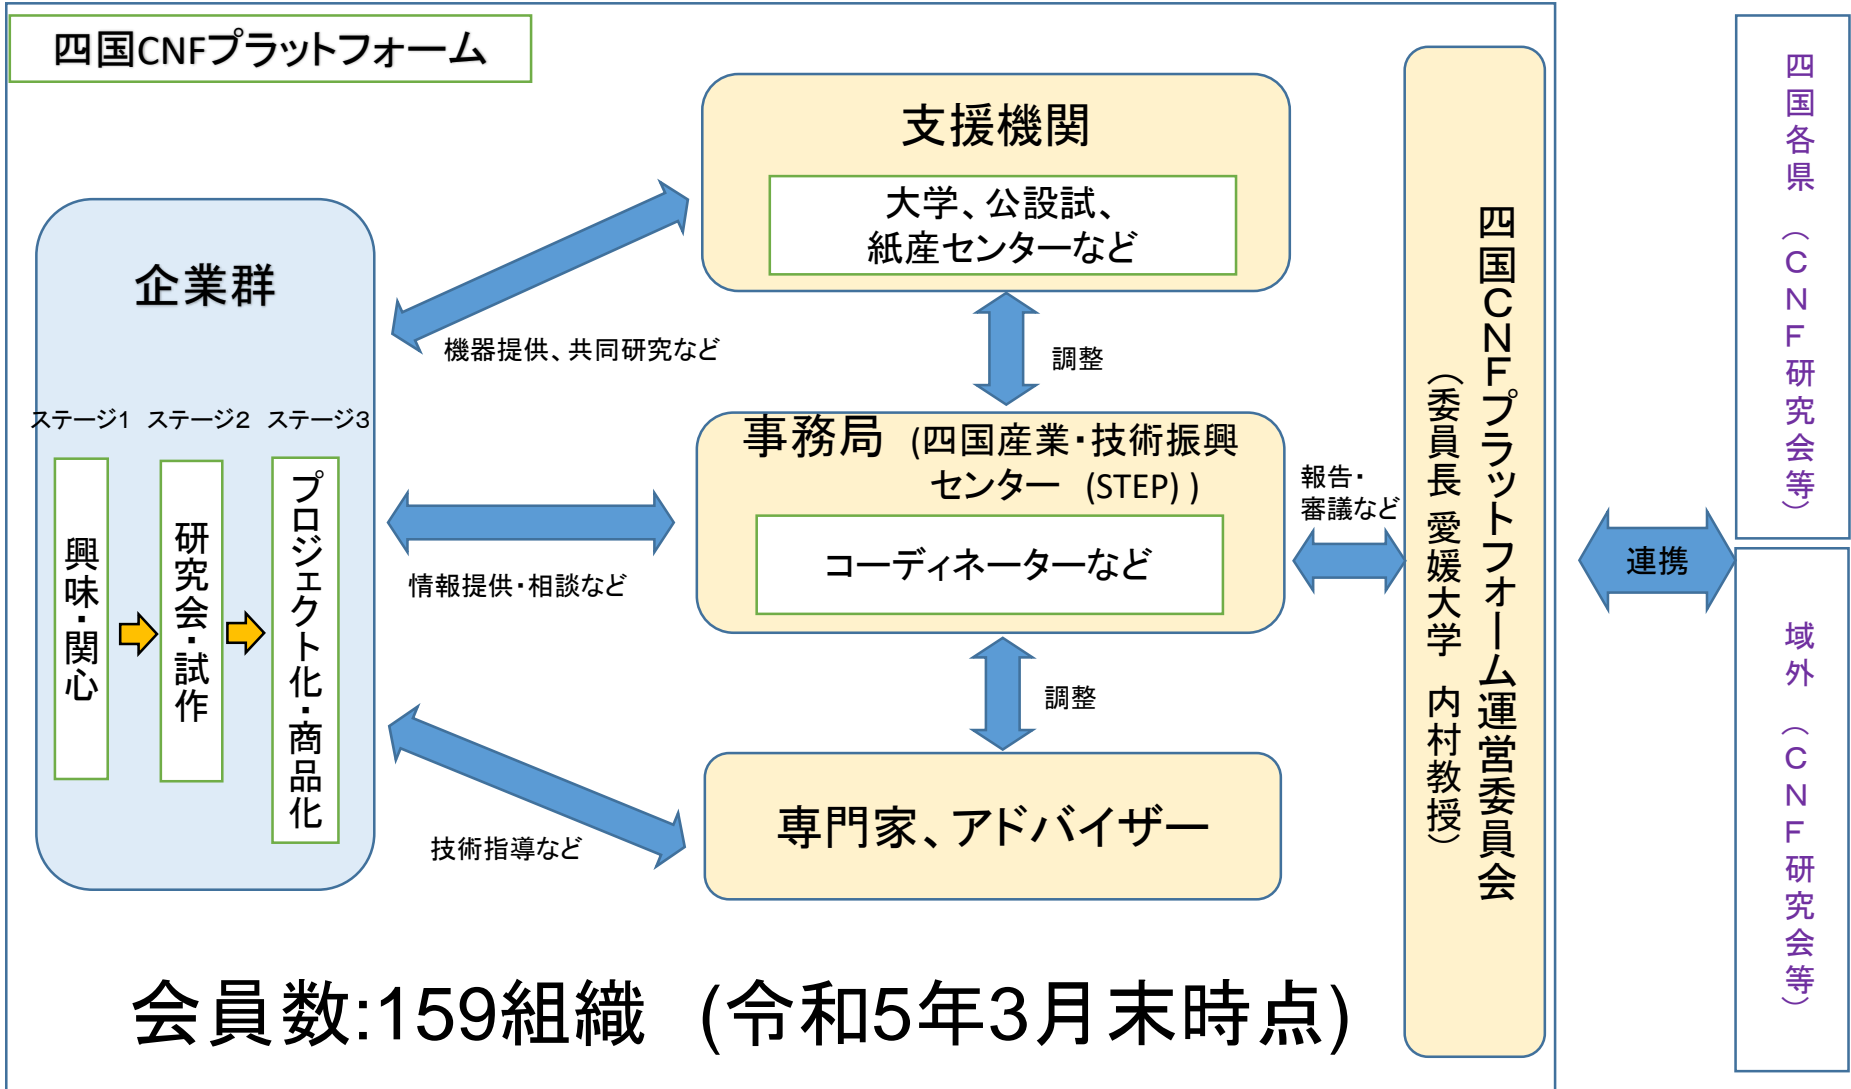 四国CNFプラットフォーム
支援機関
大学、公設試、
紙産センターなど
企業群
機器提供、共同研究など
調整
ステージ1
ステージ2
ステージ3
興味・関心
研究会・試作
プロジェクト化・商品化
事務局 (四国産業・技術振興
センター (STEP) )
コーディネーターなど
情報提供・相談など
報告・
審議など
調整
専門家、アドバイザー
技術指導など
四国CNFプラットフォーム運営委員会
(委員長 愛媛大学 内村教授)
連携
四国各県 (CNF研究会等)
域外 (CNF研究会等)
会員数:159組織 (令和5年3月末時点)